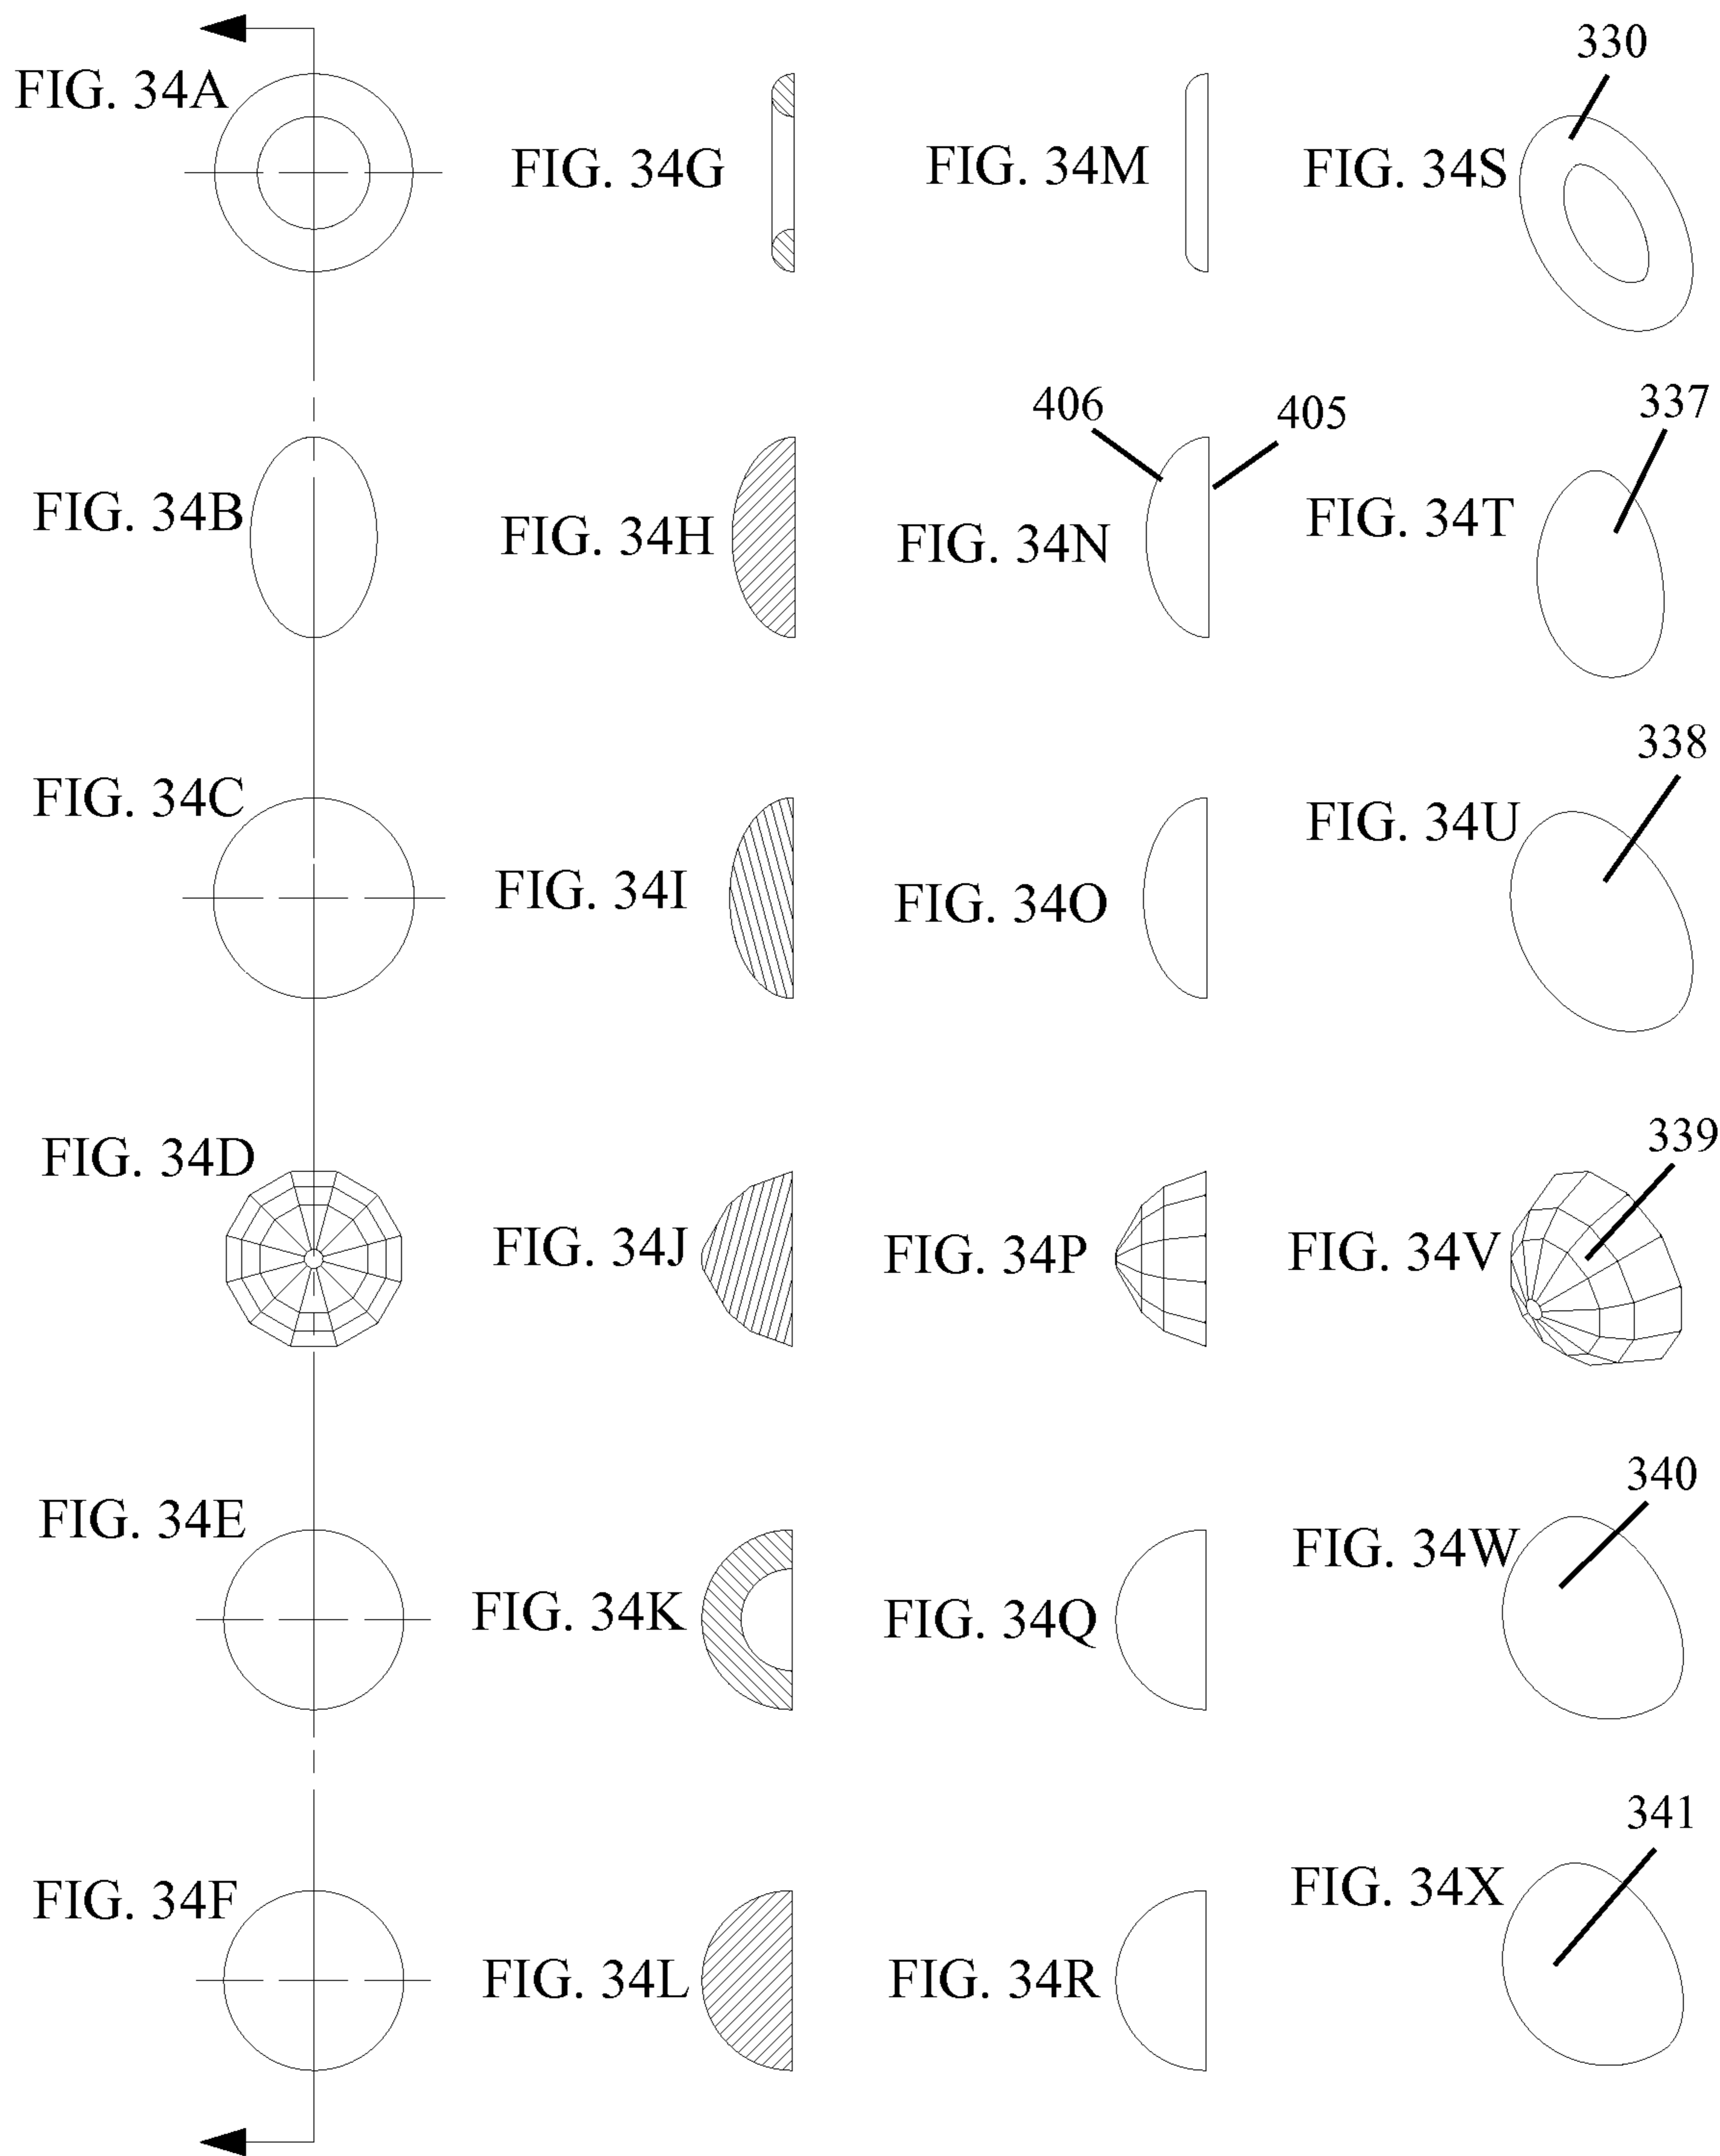 330
FIG. 34A
FIG. 34G
FIG. 34M
FIG. 34S
406
405
337
FIG. 34B
FIG. 34H
FIG. 34N
FIG. 34T
338
FIG. 34C
FIG. 34I
FIG. 34O
FIG. 34U
339
FIG. 34D
FIG. 34J
FIG. 34P
FIG. 34V
340
FIG. 34E
FIG. 34K
FIG. 34Q
FIG. 34W
341
FIG. 34F
FIG. 34L
FIG. 34R
FIG. 34X